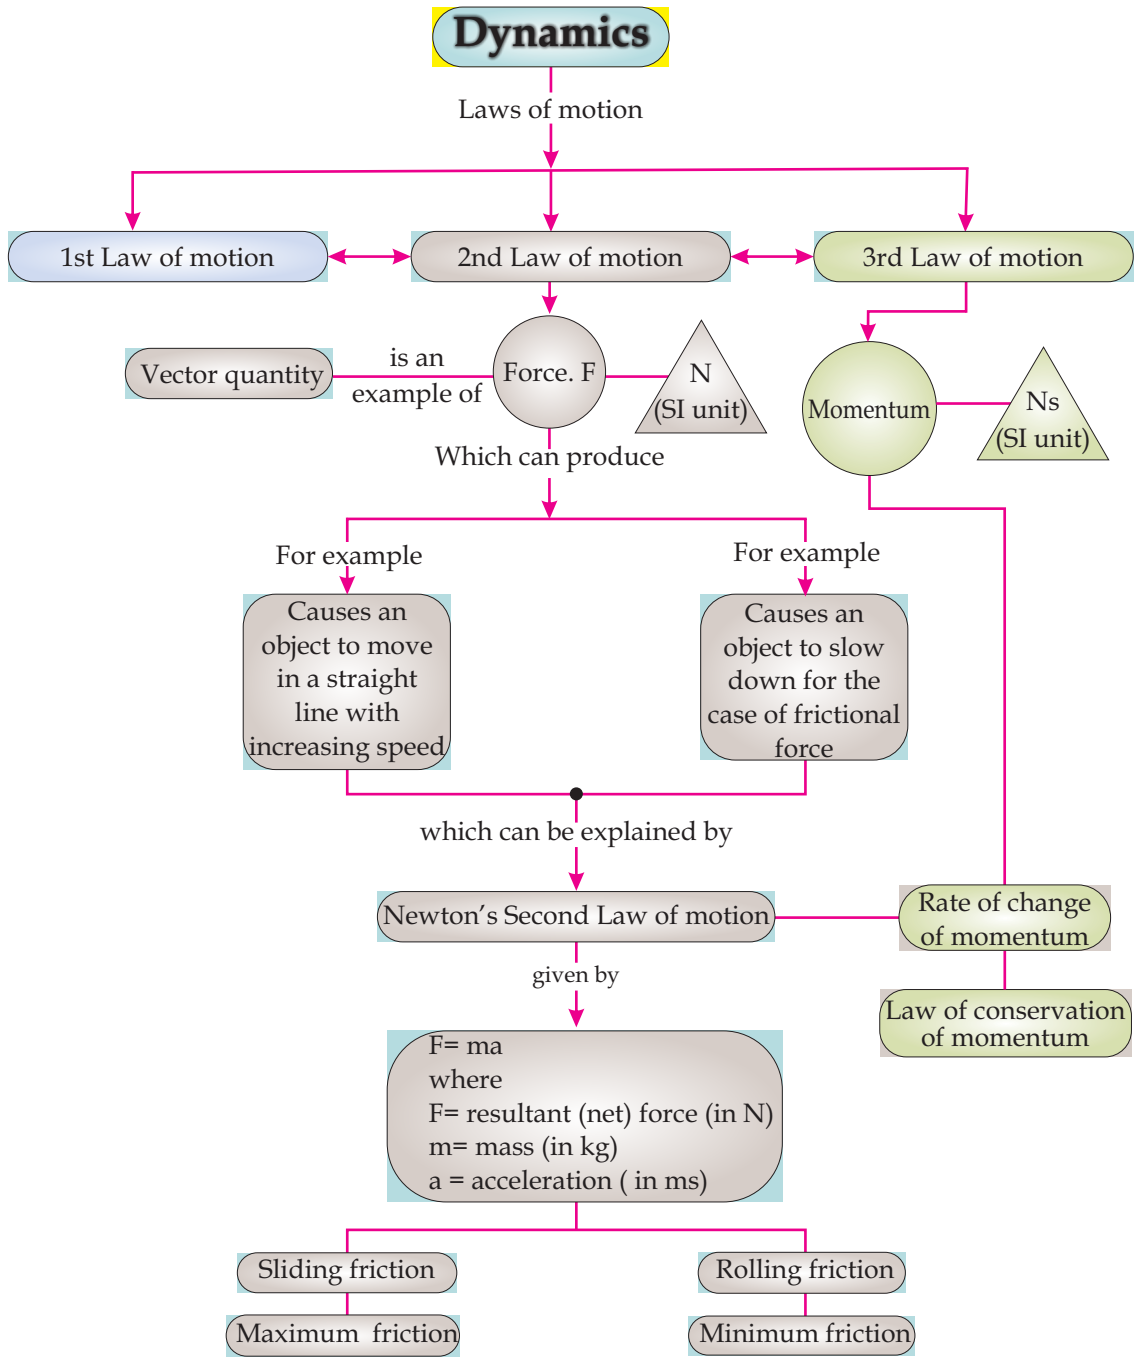 Dynamics
Laws of motion
1st Law of motion
2nd Law of motion
3rd Law of motion
Vector quantity
is an
example of
Force. F
N
(SI unit)
Momentum
Ns
(SI unit)
Which can produce
For example
For example
Causes an
object to move
in a straight
line with
increasing speed
Causes an
object to slow
down for the
case of frictional
force
which can be explained by
Newton's Second Law of motion
Rate of change
of momentum
given by
Law of conservation
of momentum
F= ma
where
F= resultant (net) force (in N)
m= mass (in kg)
a = acceleration ( in ms)
Sliding friction
Rolling friction
Maximum friction
Minimum friction